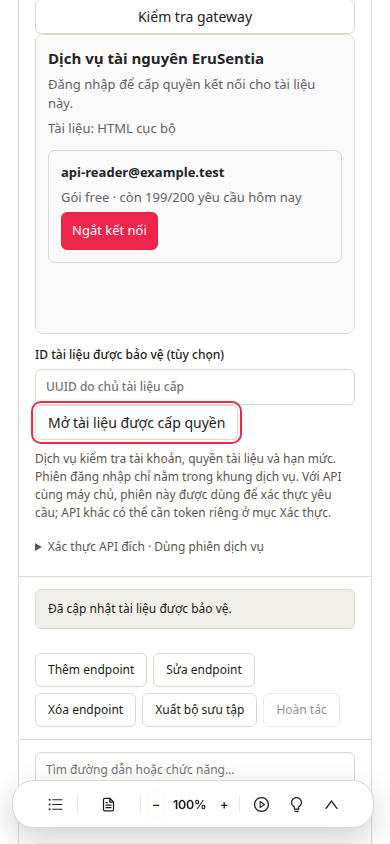 Kiểm tra gateway
Dịch vụ tài nguyên EruSentia
Đăng nhập để cấp quyền kết nối cho tài liệu
này.
Tài liệu: HTML cục bộ
api-reader@example.test
Gói free · còn 199/200 yêu cầu hôm nay
Ngắt kết nối
ID tài liệu được bảo vệ (tùy chọn)
UUID do chủ tài liệu cấp
Mở tài liệu được cấp quyền
Dịch vụ kiểm tra tài khoản, quyền tài liệu và hạn mức.
Phiên đăng nhập chỉ nằm trong khung dịch vụ. Với API
cùng máy chủ, phiên này được dùng để xác thực yêu
cầu; API khác có thể cần token riêng ở mục Xác thực.
Xác thực API đích · Dùng phiên dịch vụ
Đã cập nhật tài liệu được bảo vệ.
Thêm endpoint
Sửa endpoint
Xóa endpoint
Xuất bộ sưu tập
Hoàn tác
Tìm đường dẫn hoặc chức năng...
− 100% +